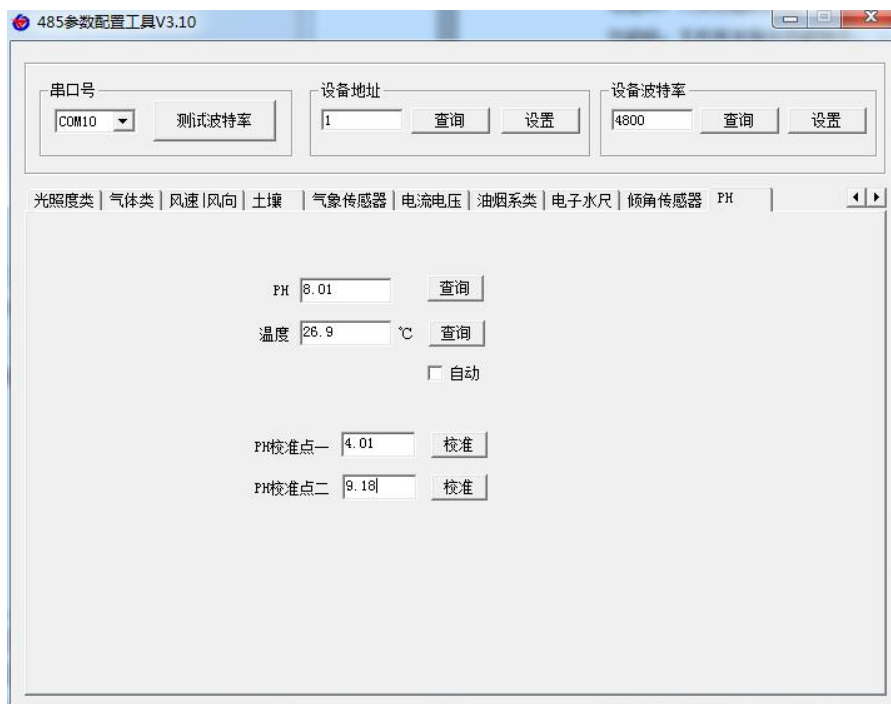 485参数配置工具V3.10
串口号 设备地址 设备波特率
COM10 测试波特率 1 查询 设置 4800 查询 设置
光照度类 气体类 风速|风向 土壤 气象传感器 电流电压 油烟系类 电子水尺 倾角传感器 PH
PH 8.01 查询
温度 26.9 ℃ 查询
自动
PH校准点一 4.01 校准
PH校准点二 9.18 校准